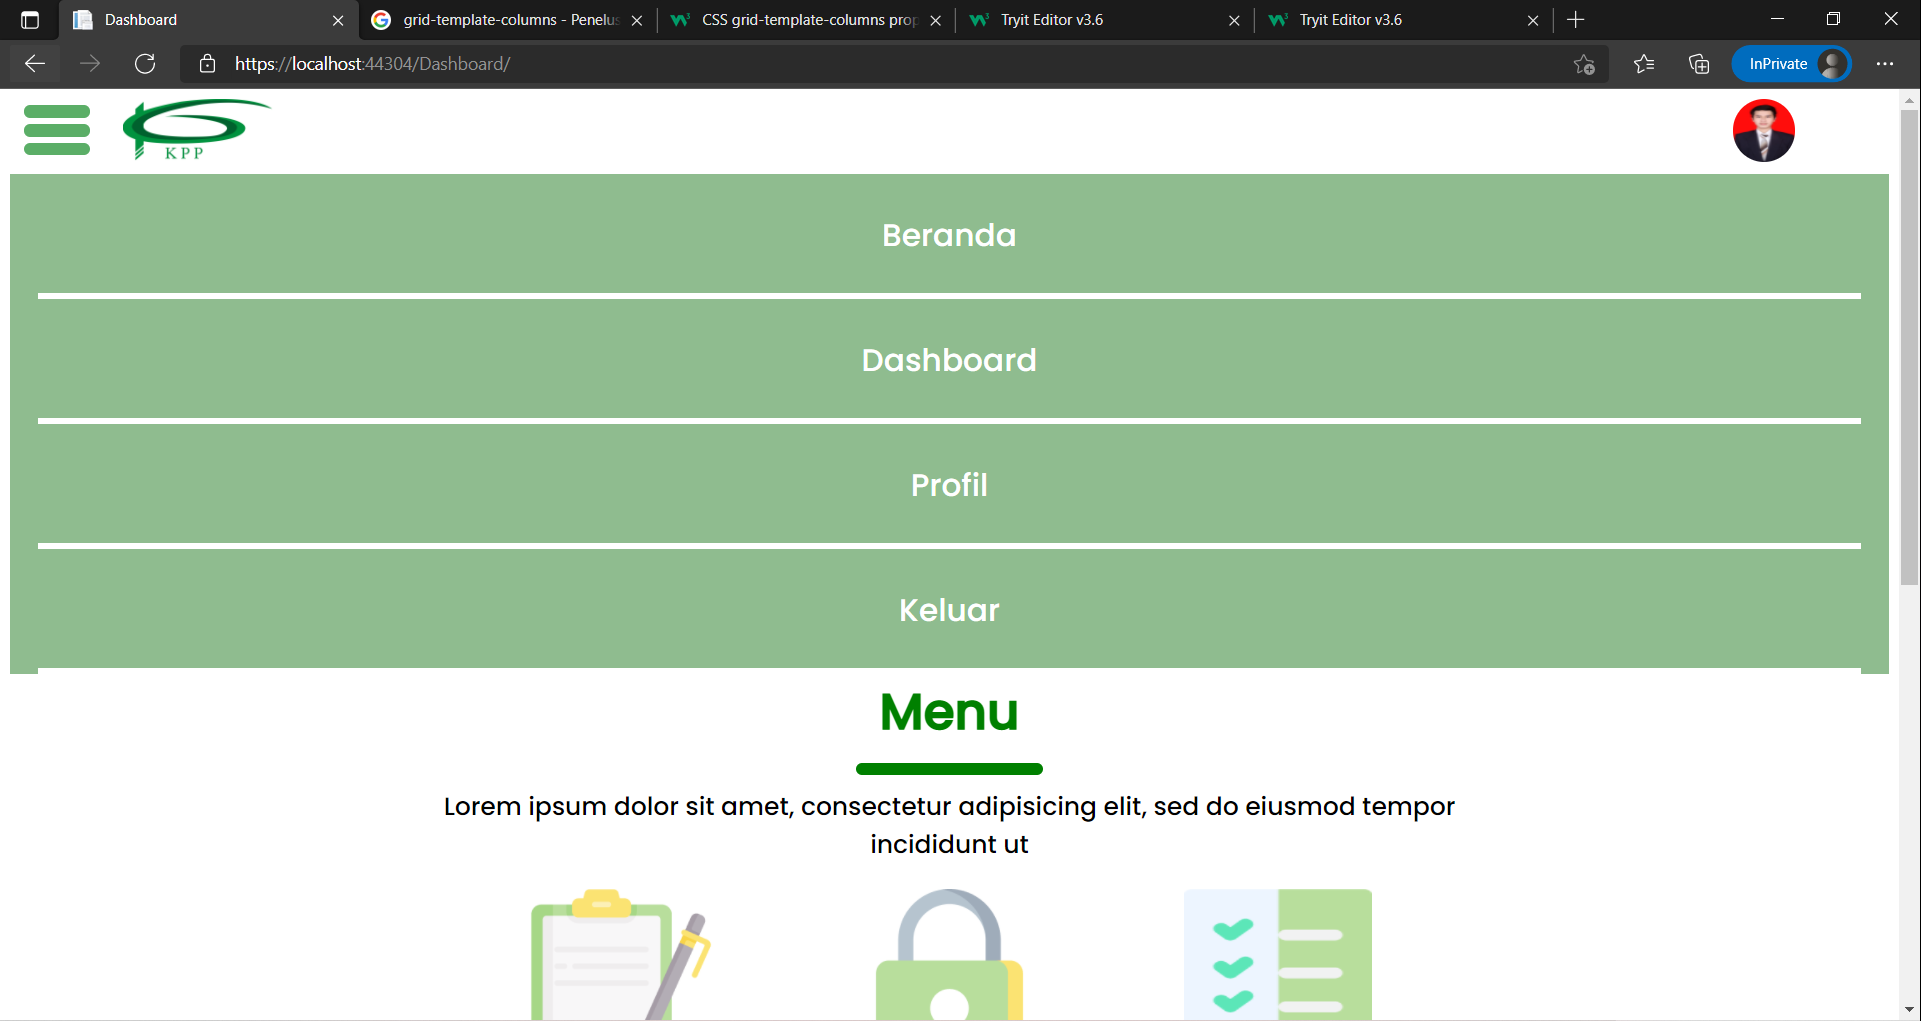 Dashboard
grid-template-columns - Penelus
CSS grid-template-columns prop
Tryit Editor v3.6
Tryit Editor v3.6
https://localhost:44304/Dashboard/
InPrivate
KPP
Beranda
Dashboard
Profil
Keluar
Menu
Lorem ipsum dolor sit amet, consectetur adipisicing elit, sed do eiusmod tempor
incididunt ut